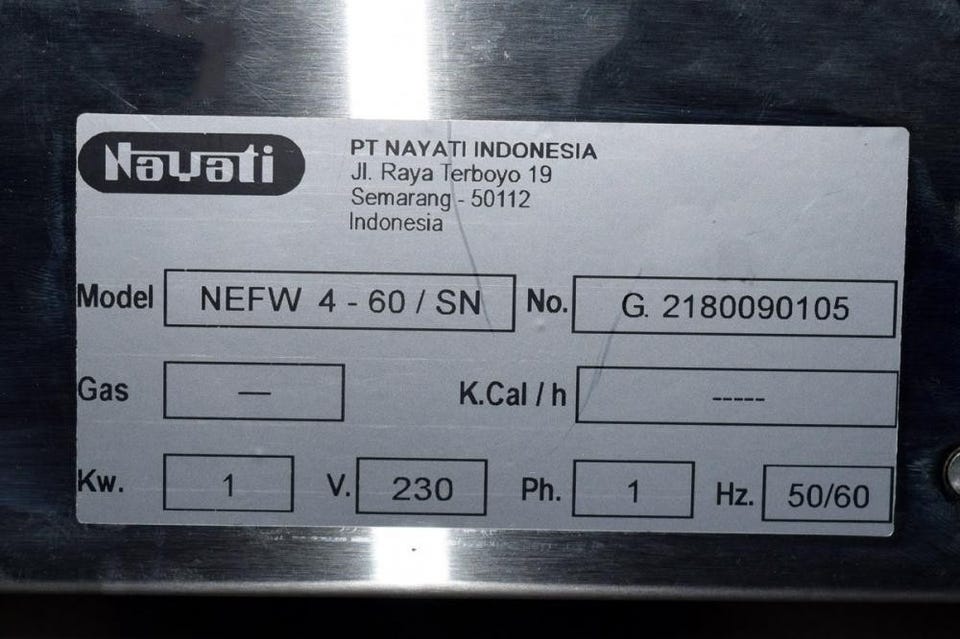 Nayati
PT NAYATI INDONESIA
Jl. Raya Terboyo 19
Semarang - 50112
Indonesia
Model NEFW 4 - 60 / SN No. G. 2180090105
Gas — K.Cal / h -----
Kw. 1 V. 230 Ph. 1 Hz. 50/60